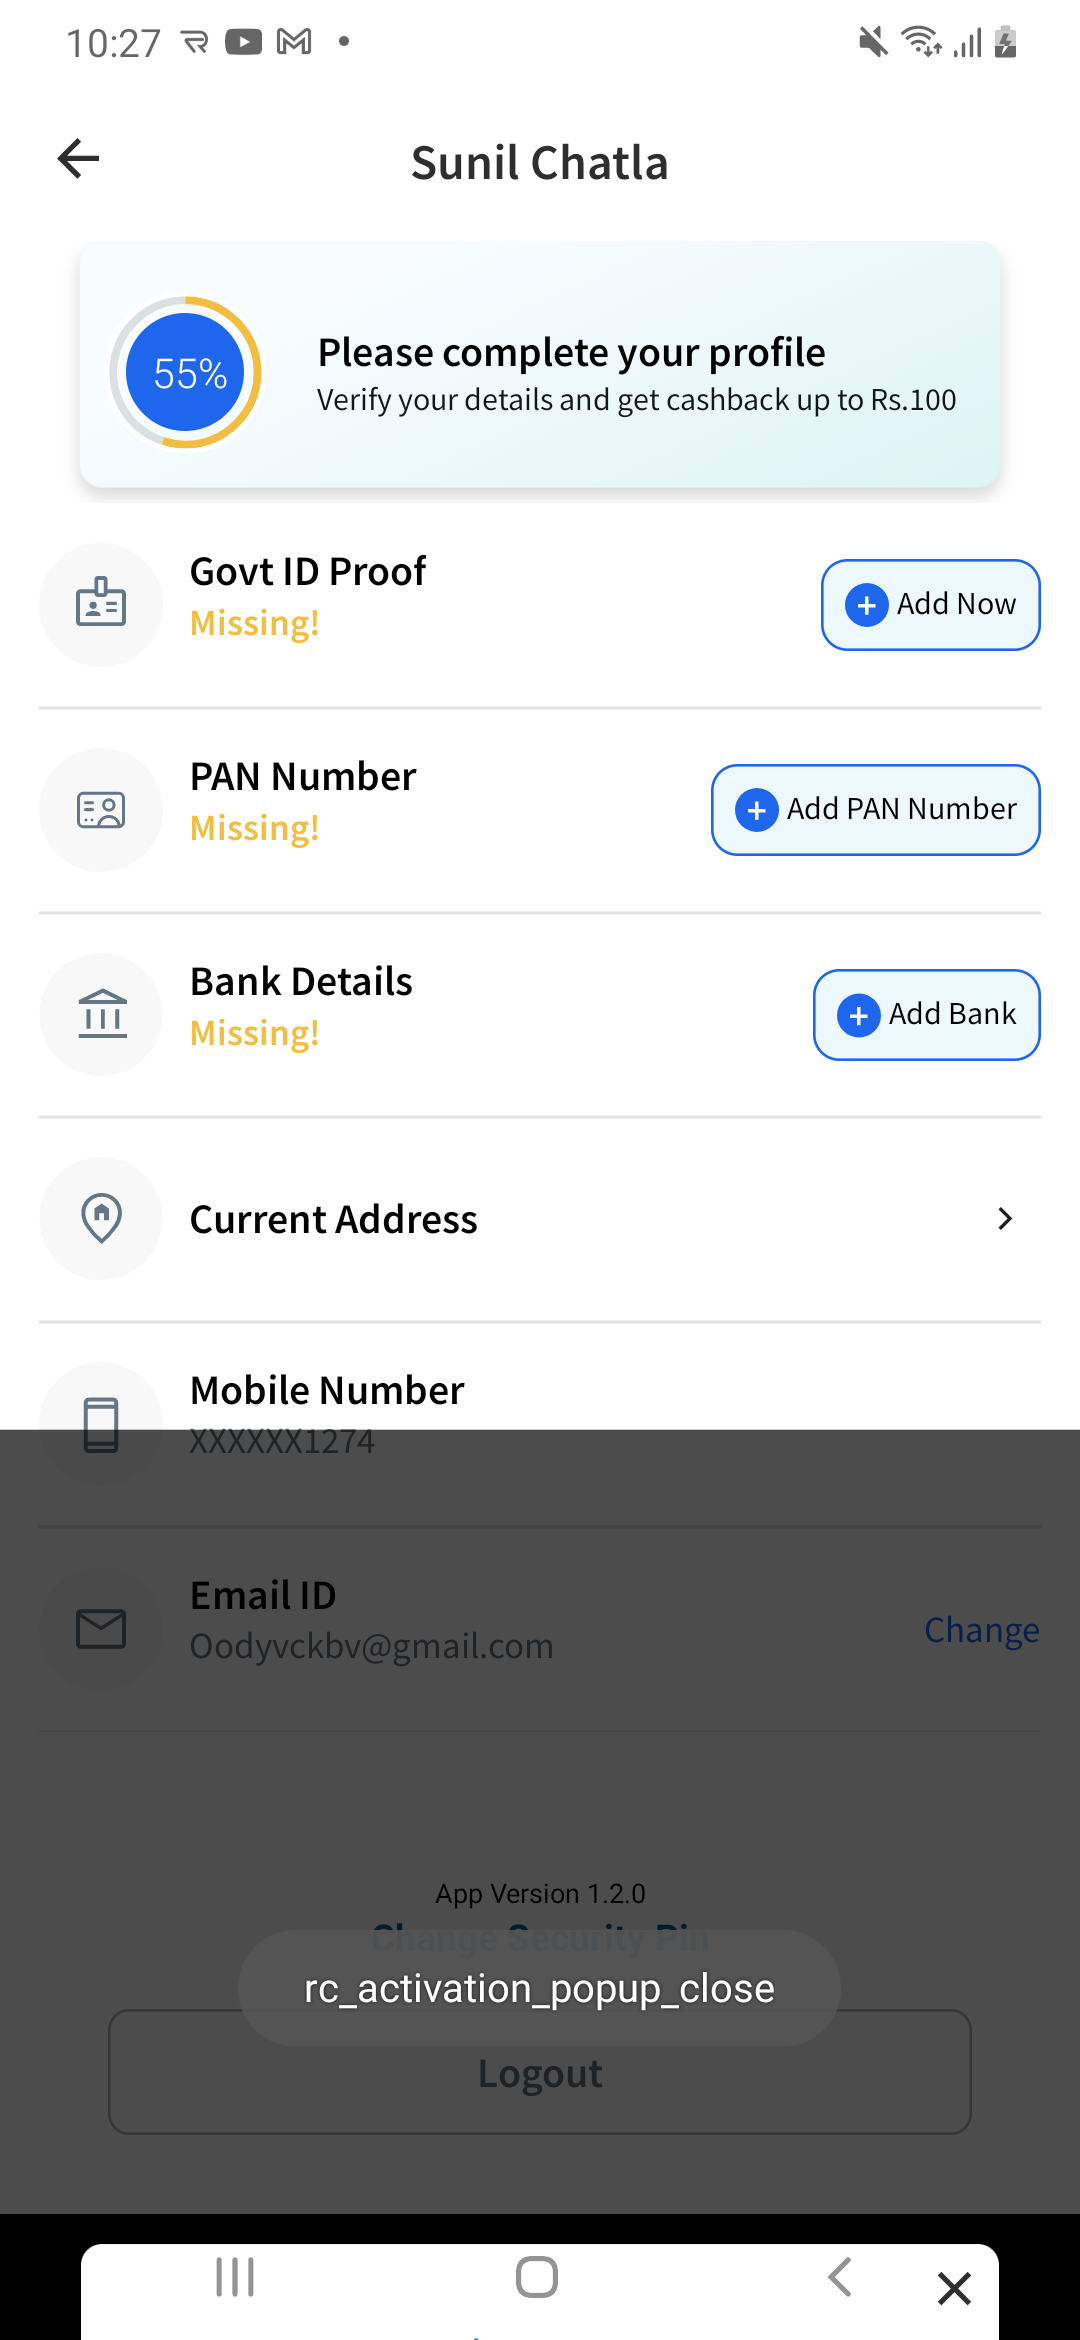 10:27
Sunil Chatla
55%
Please complete your profile
Verify your details and get cashback up to Rs.100
Govt ID Proof
Missing!
Add Now
PAN Number
Missing!
Add PAN Number
Bank Details
Missing!
Add Bank
Current Address
Mobile Number
XXXXXX1274
Email ID
Oodyvckbv@gmail.com
Change
App Version 1.2.0
Change Security Pin
rc_activation_popup_close
Logout